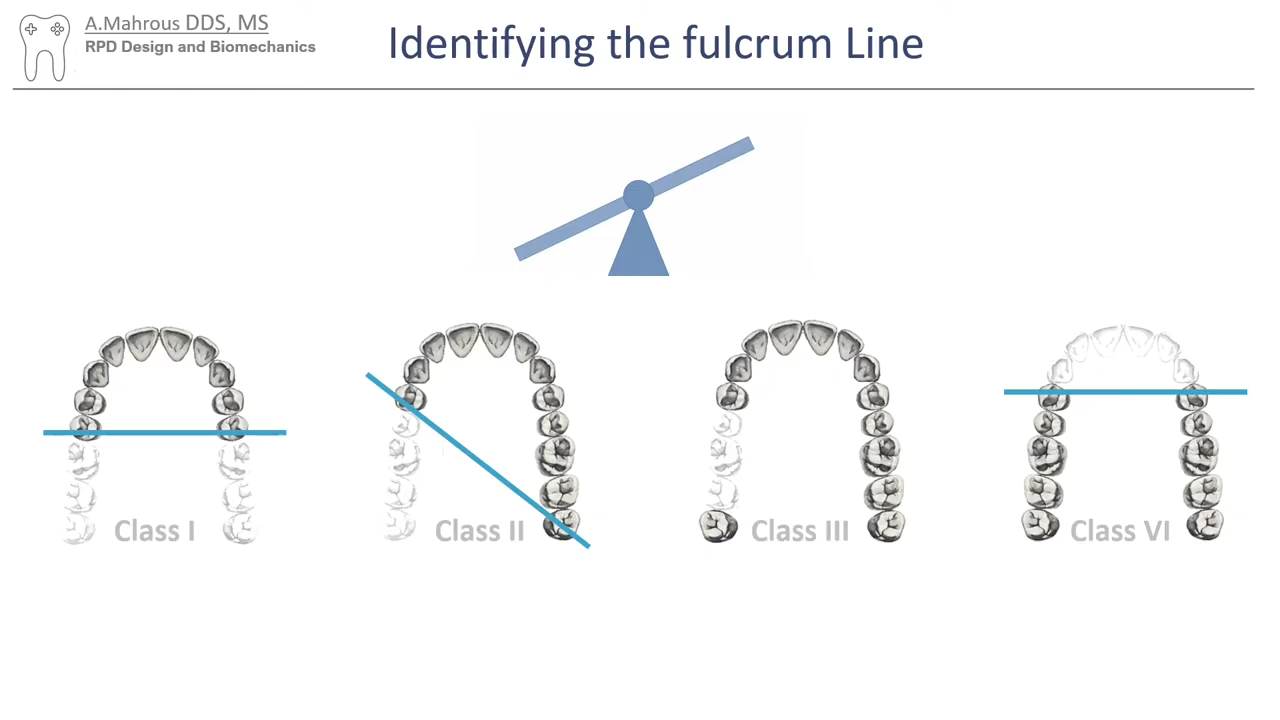 A.Mahrous DDS, MS
RPD Design and Biomechanics
Identifying the fulcrum Line
Class I
Class II
Class III
Class VI